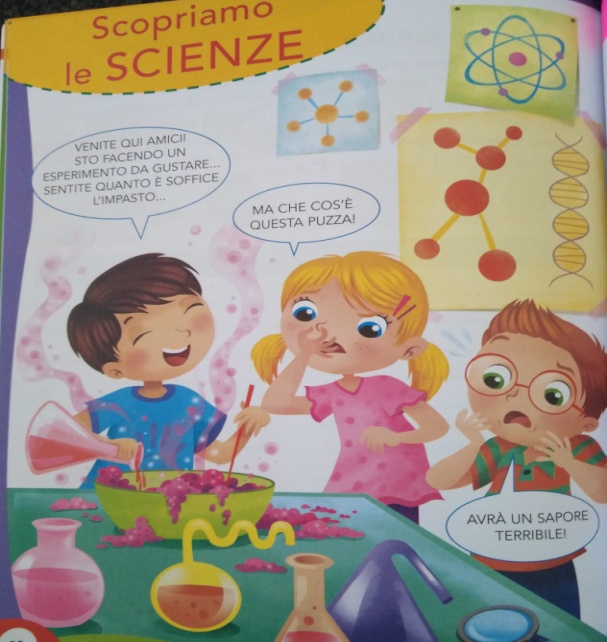 Scopriamo
le SCIENZE
VENITE QUI AMICI!
STO FACENDO UN
ESPERIMENTO DA GUSTARE...
SENTITE QUANTO È SOFFICE
L'IMPASTO...
MA CHE COS'È
QUESTA PUZZA!
AVRÀ UN SAPORE
TERRIBILE!